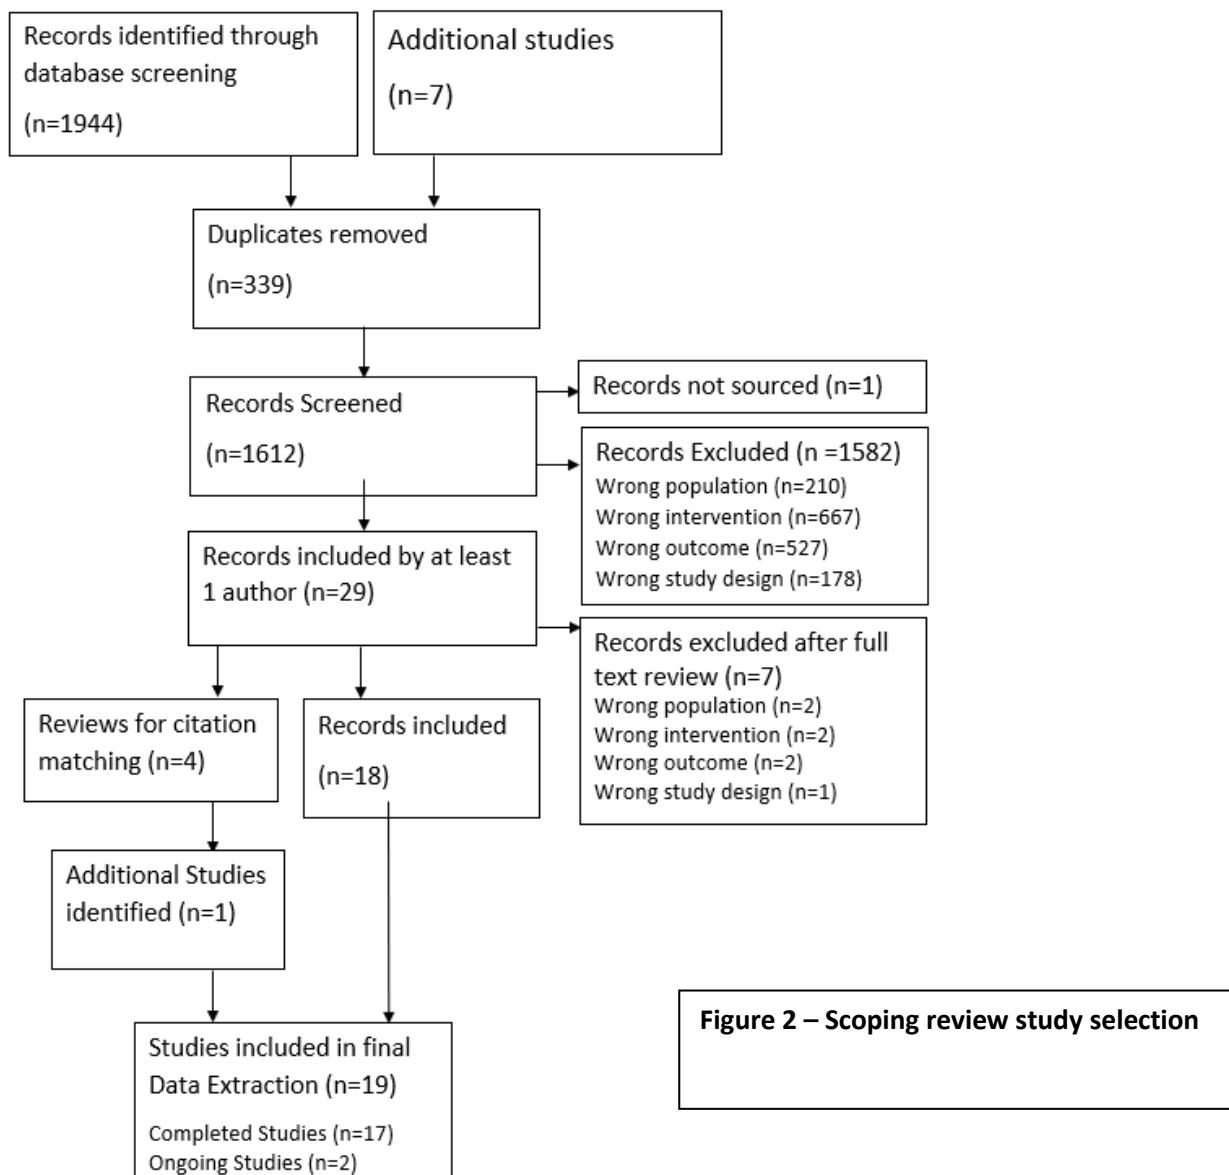 Records identified through
database screening
(n=1944)
Additional studies
(n=7)
Duplicates removed
(n=339)
Records Screened
(n=1612)
Records not sourced (n=1)
Records Excluded (n =1582)
Wrong population (n=210)
Wrong intervention (n=667)
Wrong outcome (n=527)
Wrong study design (n=178)
Records included by at least
1 author (n=29)
Records excluded after full
text review (n=7)
Wrong population (n=2)
Wrong intervention (n=2)
Wrong outcome (n=2)
Wrong study design (n=1)
Reviews for citation
matching (n=4)
Records included
(n=18)
Additional Studies
identified (n=1)
Studies included in final
Data Extraction (n=19)
Completed Studies (n=17)
Ongoing Studies (n=2)
Figure 2 – Scoping review study selection